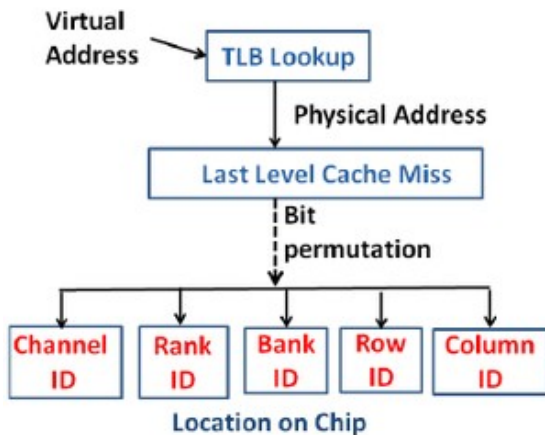 Virtual
Address
TLB Lookup
Physical Address
Last Level Cache Miss
Bit
permutation
Channel
ID
Rank
ID
Bank
ID
Row
ID
Column
ID
Location on Chip